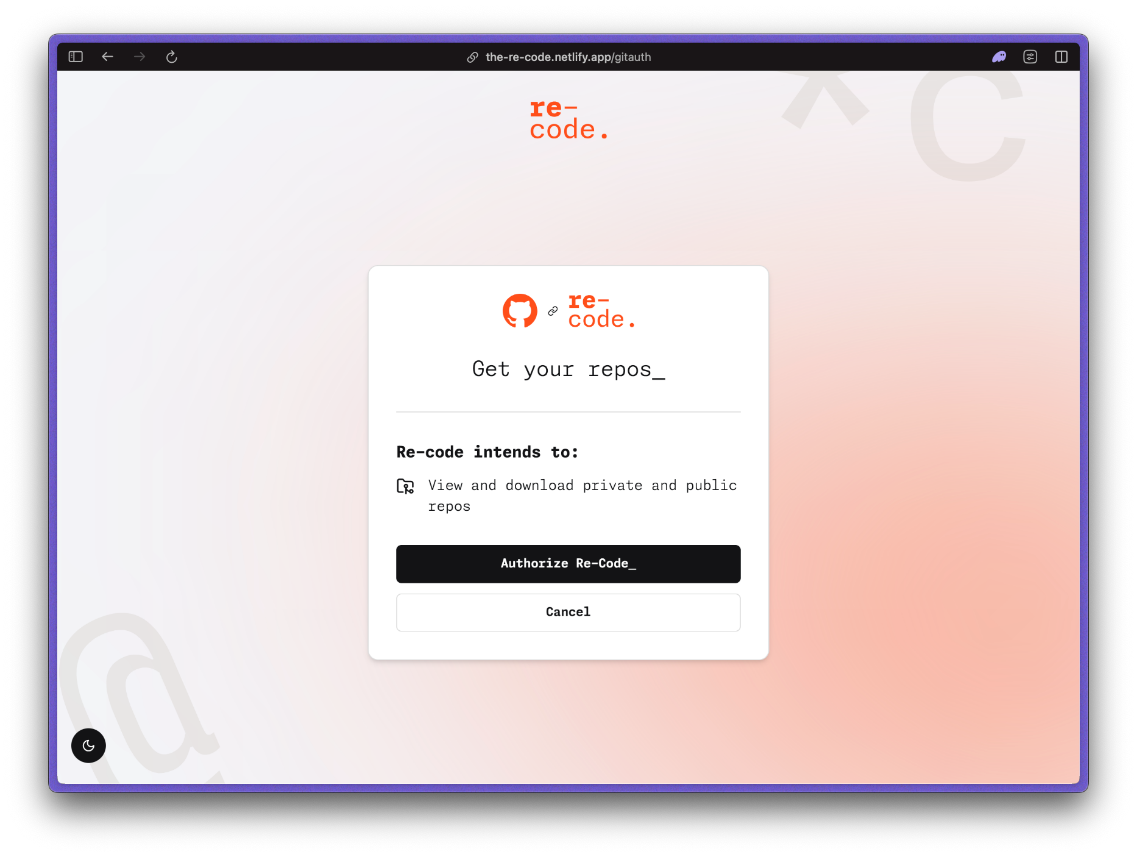 the-re-code.netlify.app/gitauth
re-
code.
*c
re-
code.
Get your repos_
Re-code intends to:
View and download private and public
repos
Authorize Re-Code_
Cancel
@